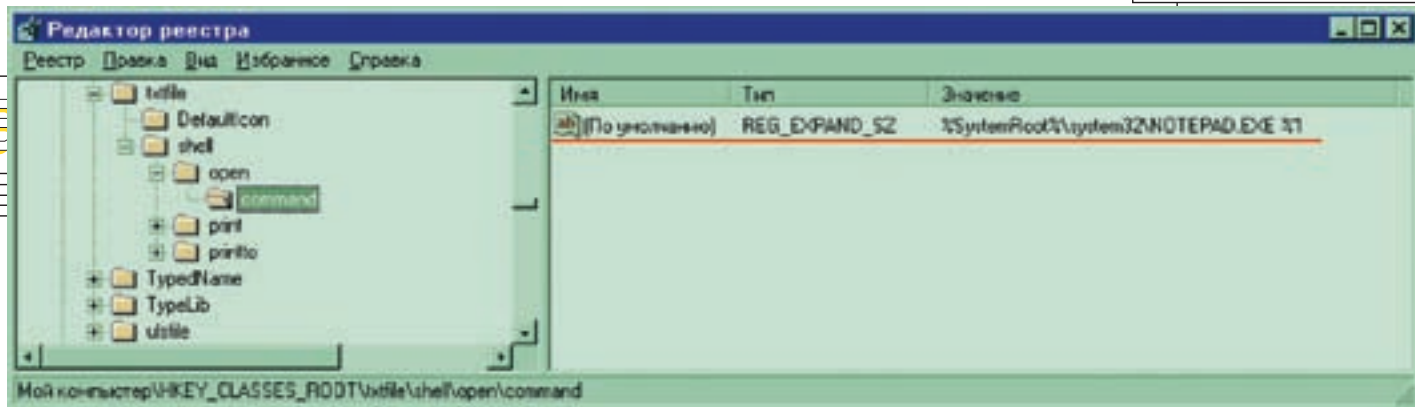 Редактор реестра
Реестр Правка Вид Избранное Справка
txtfile
DefaultIcon
shell
open
command
print
printto
TypedName
TypeLib
ulsfile
Имя Тип Значение
ab (По умолчанию) REG_EXPAND_SZ %SystemRoot%\system32\NOTEPAD.EXE %1
Мой компьютер\HKEY_CLASSES_ROOT\txtfile\shell\open\command